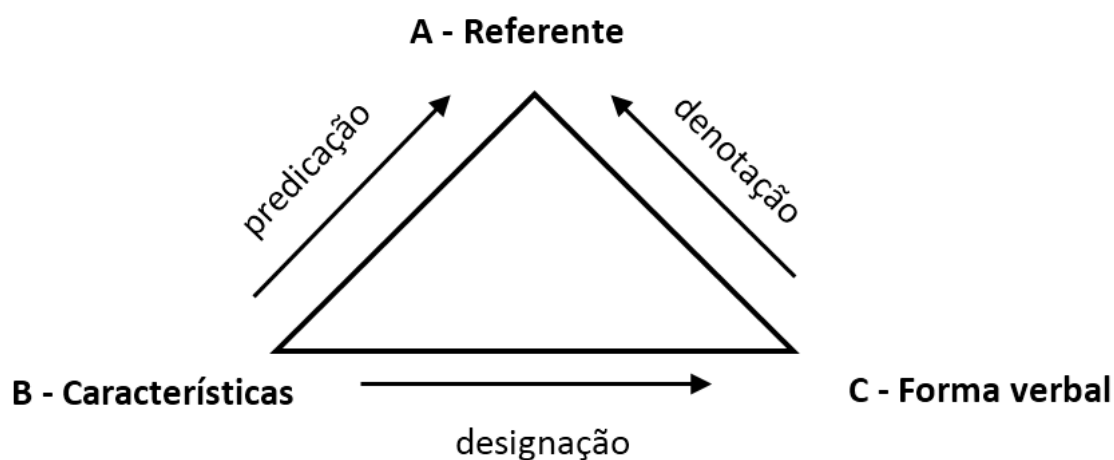 A - Referente
predicação
denotação
B - Características
C - Forma verbal
designação